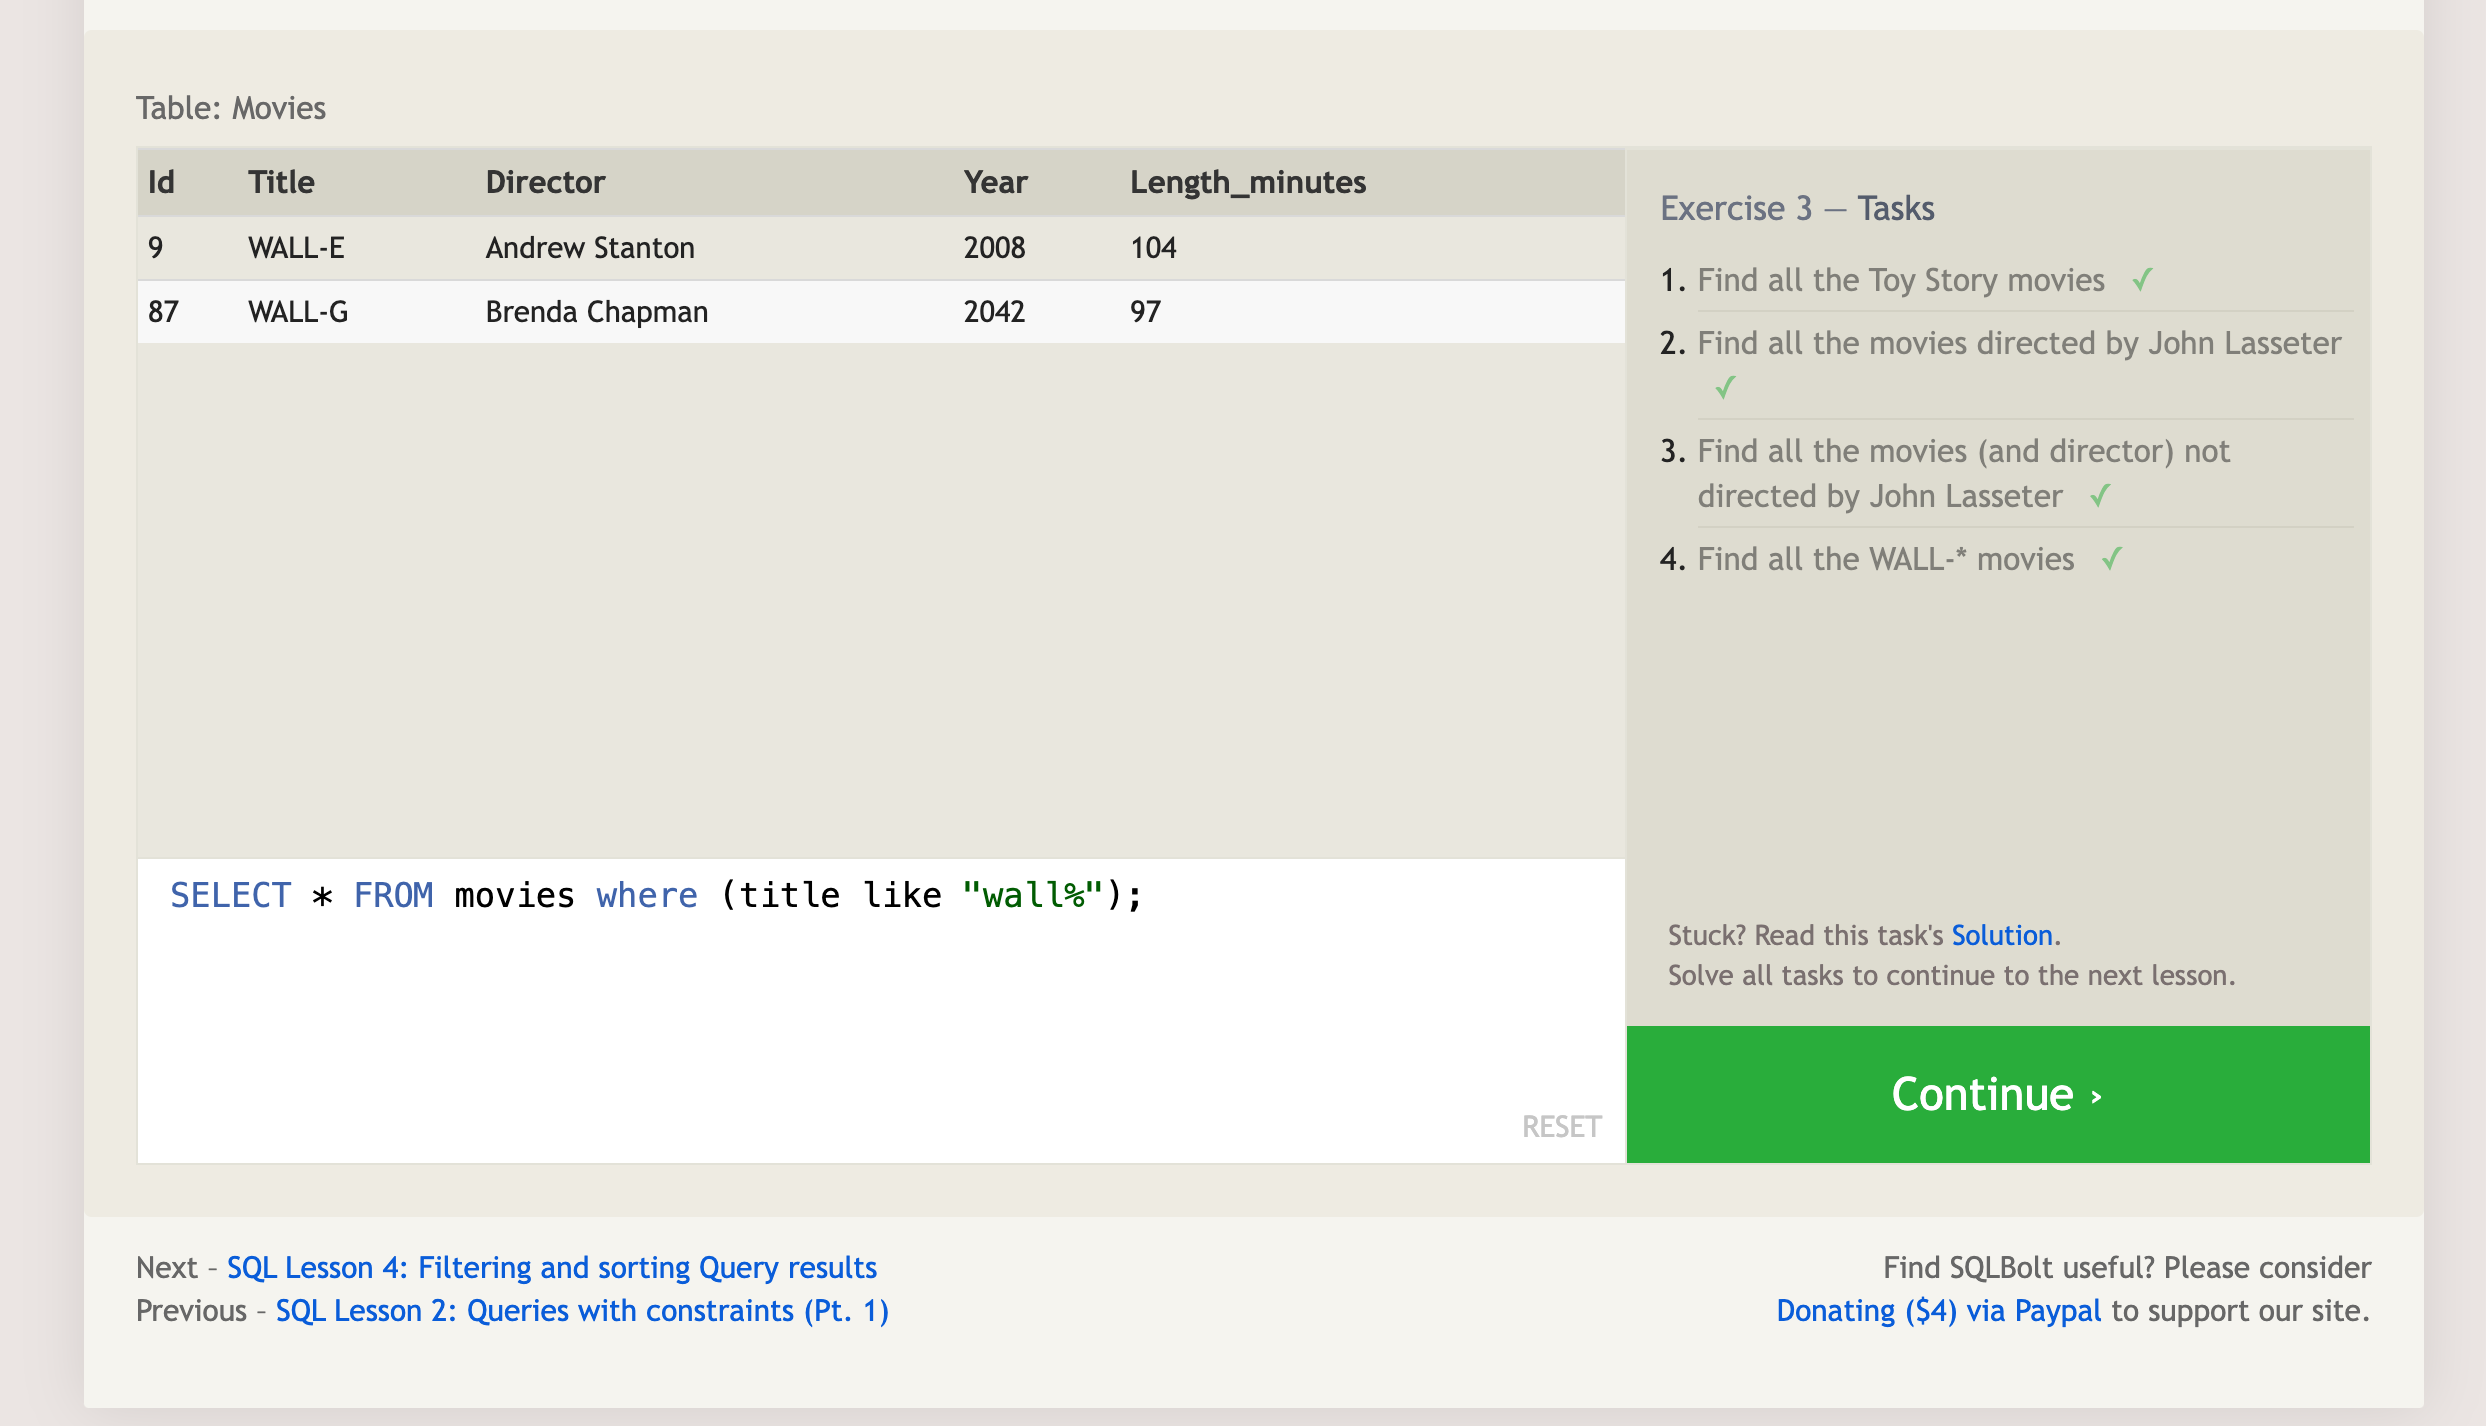 Table: Movies
Id Title Director Year Length_minutes
9 WALL-E Andrew Stanton 2008 104
87 WALL-G Brenda Chapman 2042 97
SELECT * FROM movies where (title like "wall%");
RESET
Exercise 3 — Tasks
1. Find all the Toy Story movies ✓
2. Find all the movies directed by John Lasseter
✓
3. Find all the movies (and director) not
directed by John Lasseter ✓
4. Find all the WALL-* movies ✓
Stuck? Read this task's Solution.
Solve all tasks to continue to the next lesson.
Continue ›
Next – SQL Lesson 4: Filtering and sorting Query results
Previous – SQL Lesson 2: Queries with constraints (Pt. 1)
Find SQLBolt useful? Please consider
Donating ($4) via Paypal to support our site.